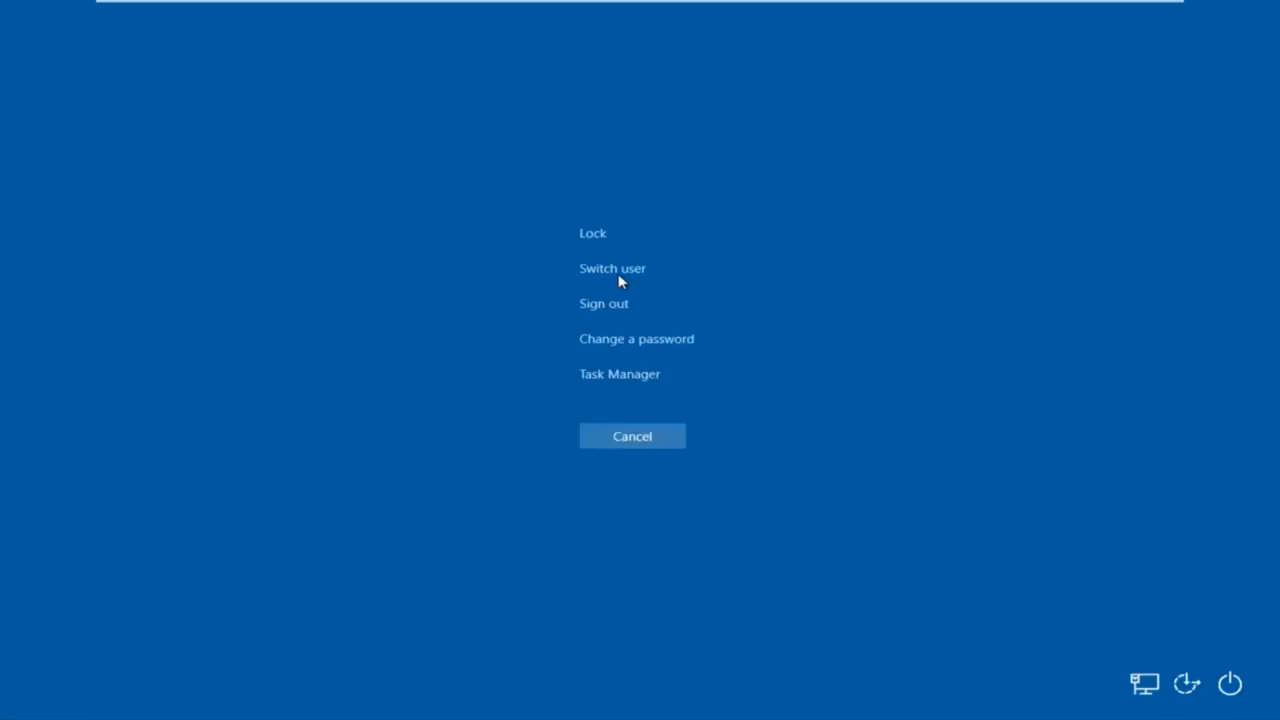 Lock
Switch user
Sign out
Change a password
Task Manager
Cancel